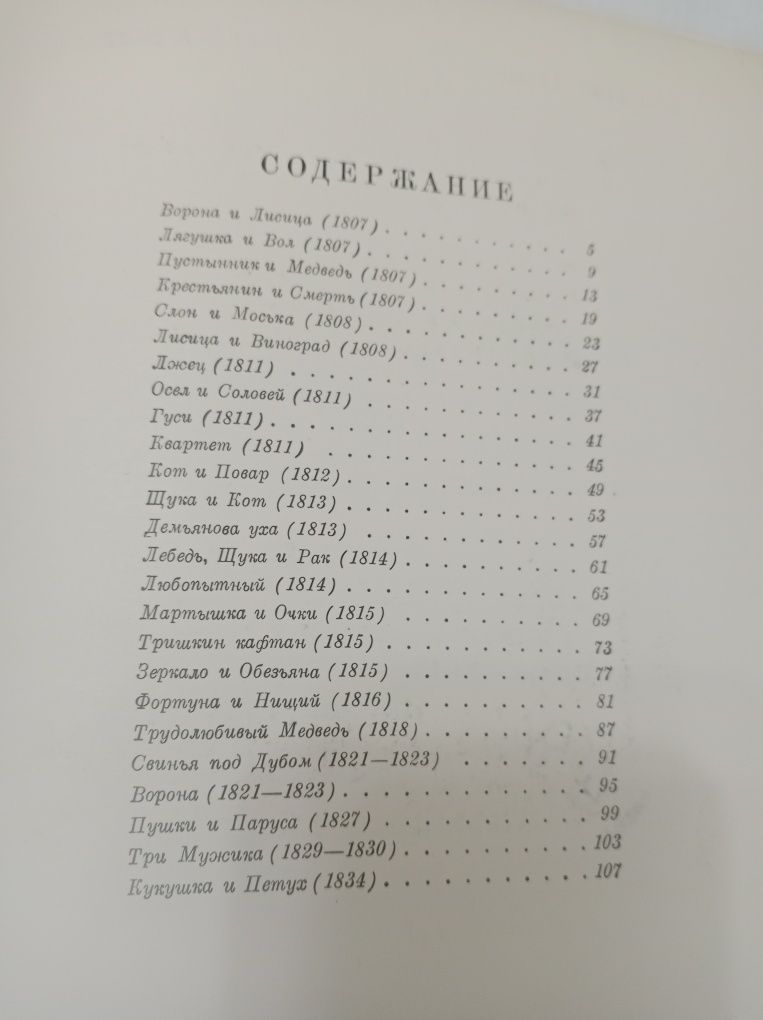 СОДЕРЖАНИЕ
Ворона и Лисица (1807) . . . . . . . . . . 5
Лягушка и Вол (1807) . . . . . . . . . . 9
Пустынник и Медведь (1807) . . . . . . . . 13
Крестьянин и Смерть (1807) . . . . . . . . 19
Слон и Моська (1808) . . . . . . . . . . 23
Лисица и Виноград (1808) . . . . . . . . . 27
Лжец (1811) . . . . . . . . . . . . 31
Осел и Соловей (1811) . . . . . . . . . . 37
Гуси (1811) . . . . . . . . . . . . . 41
Квартет (1811) . . . . . . . . . . . 45
Кот и Повар (1812) . . . . . . . . . . . 49
Щука и Кот (1813) . . . . . . . . . . . 53
Демьянова уха (1813) . . . . . . . . . . 57
Лебедь, Щука и Рак (1814) . . . . . . . . . 61
Любопытный (1814) . . . . . . . . . . . 65
Мартышка и Очки (1815) . . . . . . . . . 69
Тришкин кафтан (1815) . . . . . . . . . . 73
Зеркало и Обезьяна (1815) . . . . . . . . . 77
Фортуна и Нищий (1816) . . . . . . . . . 81
Трудолюбивый Медведь (1818) . . . . . . . . 87
Свинья под Дубом (1821—1823) . . . . . . . 91
Ворона (1821—1823) . . . . . . . . . . . 95
Пушки и Паруса (1827) . . . . . . . . . . 99
Три Мужика (1829—1830) . . . . . . . . . 103
Кукушка и Петух (1834) . . . . . . . . . . 107